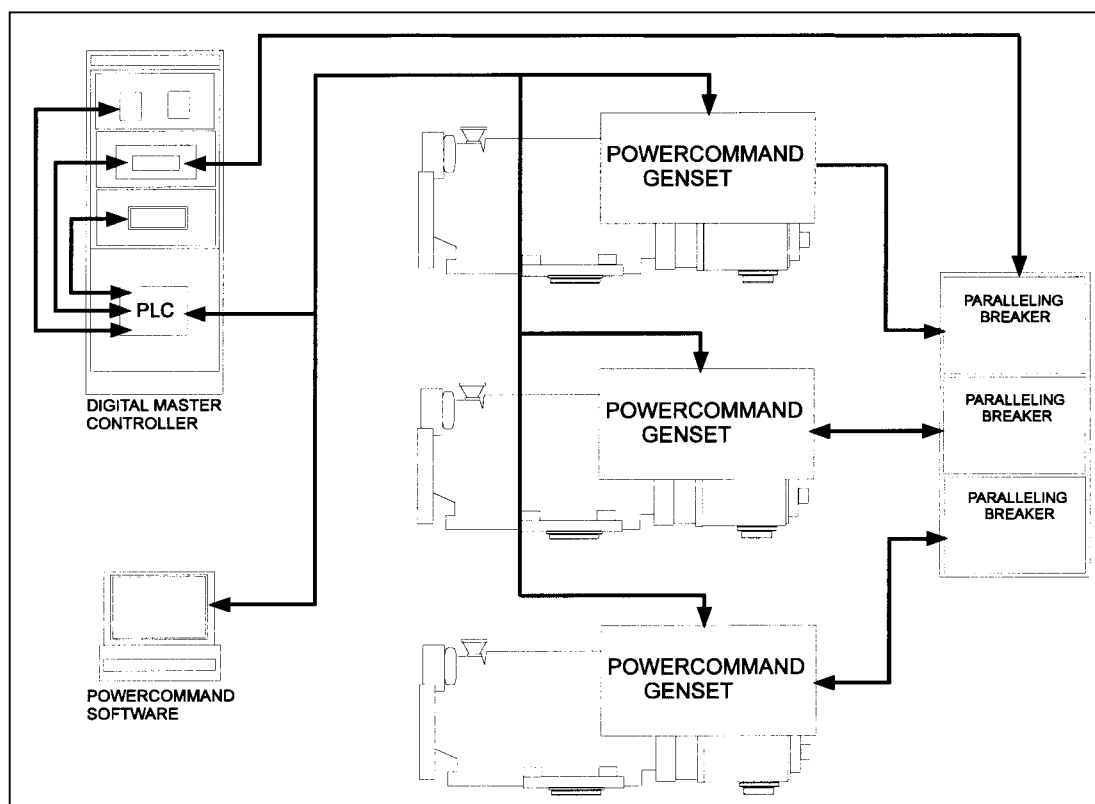 POWERCOMMAND
GENSET
PARALLELING
BREAKER
PLC
DIGITAL MASTER
CONTROLLER
POWERCOMMAND
GENSET
PARALLELING
BREAKER
PARALLELING
BREAKER
POWERCOMMAND
SOFTWARE
POWERCOMMAND
GENSET